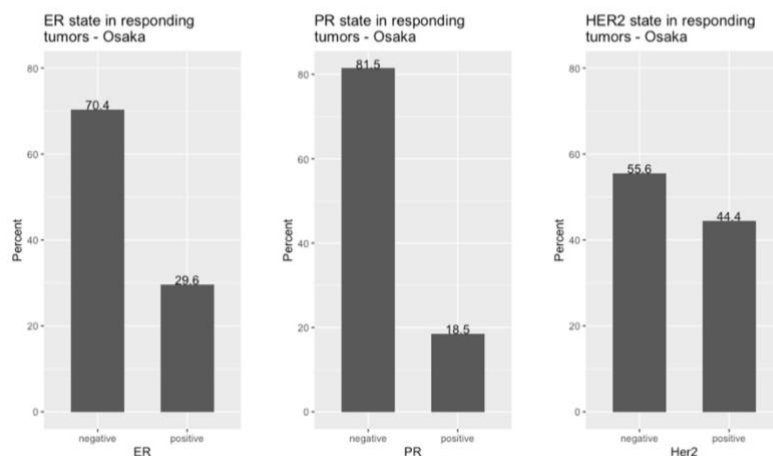 ER state in responding
tumors - Osaka
80
60
40
20
0
Percent
70.4
29.6
negative positive
ER
PR state in responding
tumors - Osaka
80
60
40
20
0
Percent
81.5
18.5
negative positive
PR
HER2 state in responding
tumors - Osaka
80
60
40
20
0
Percent
55.6
44.4
negative positive
Her2